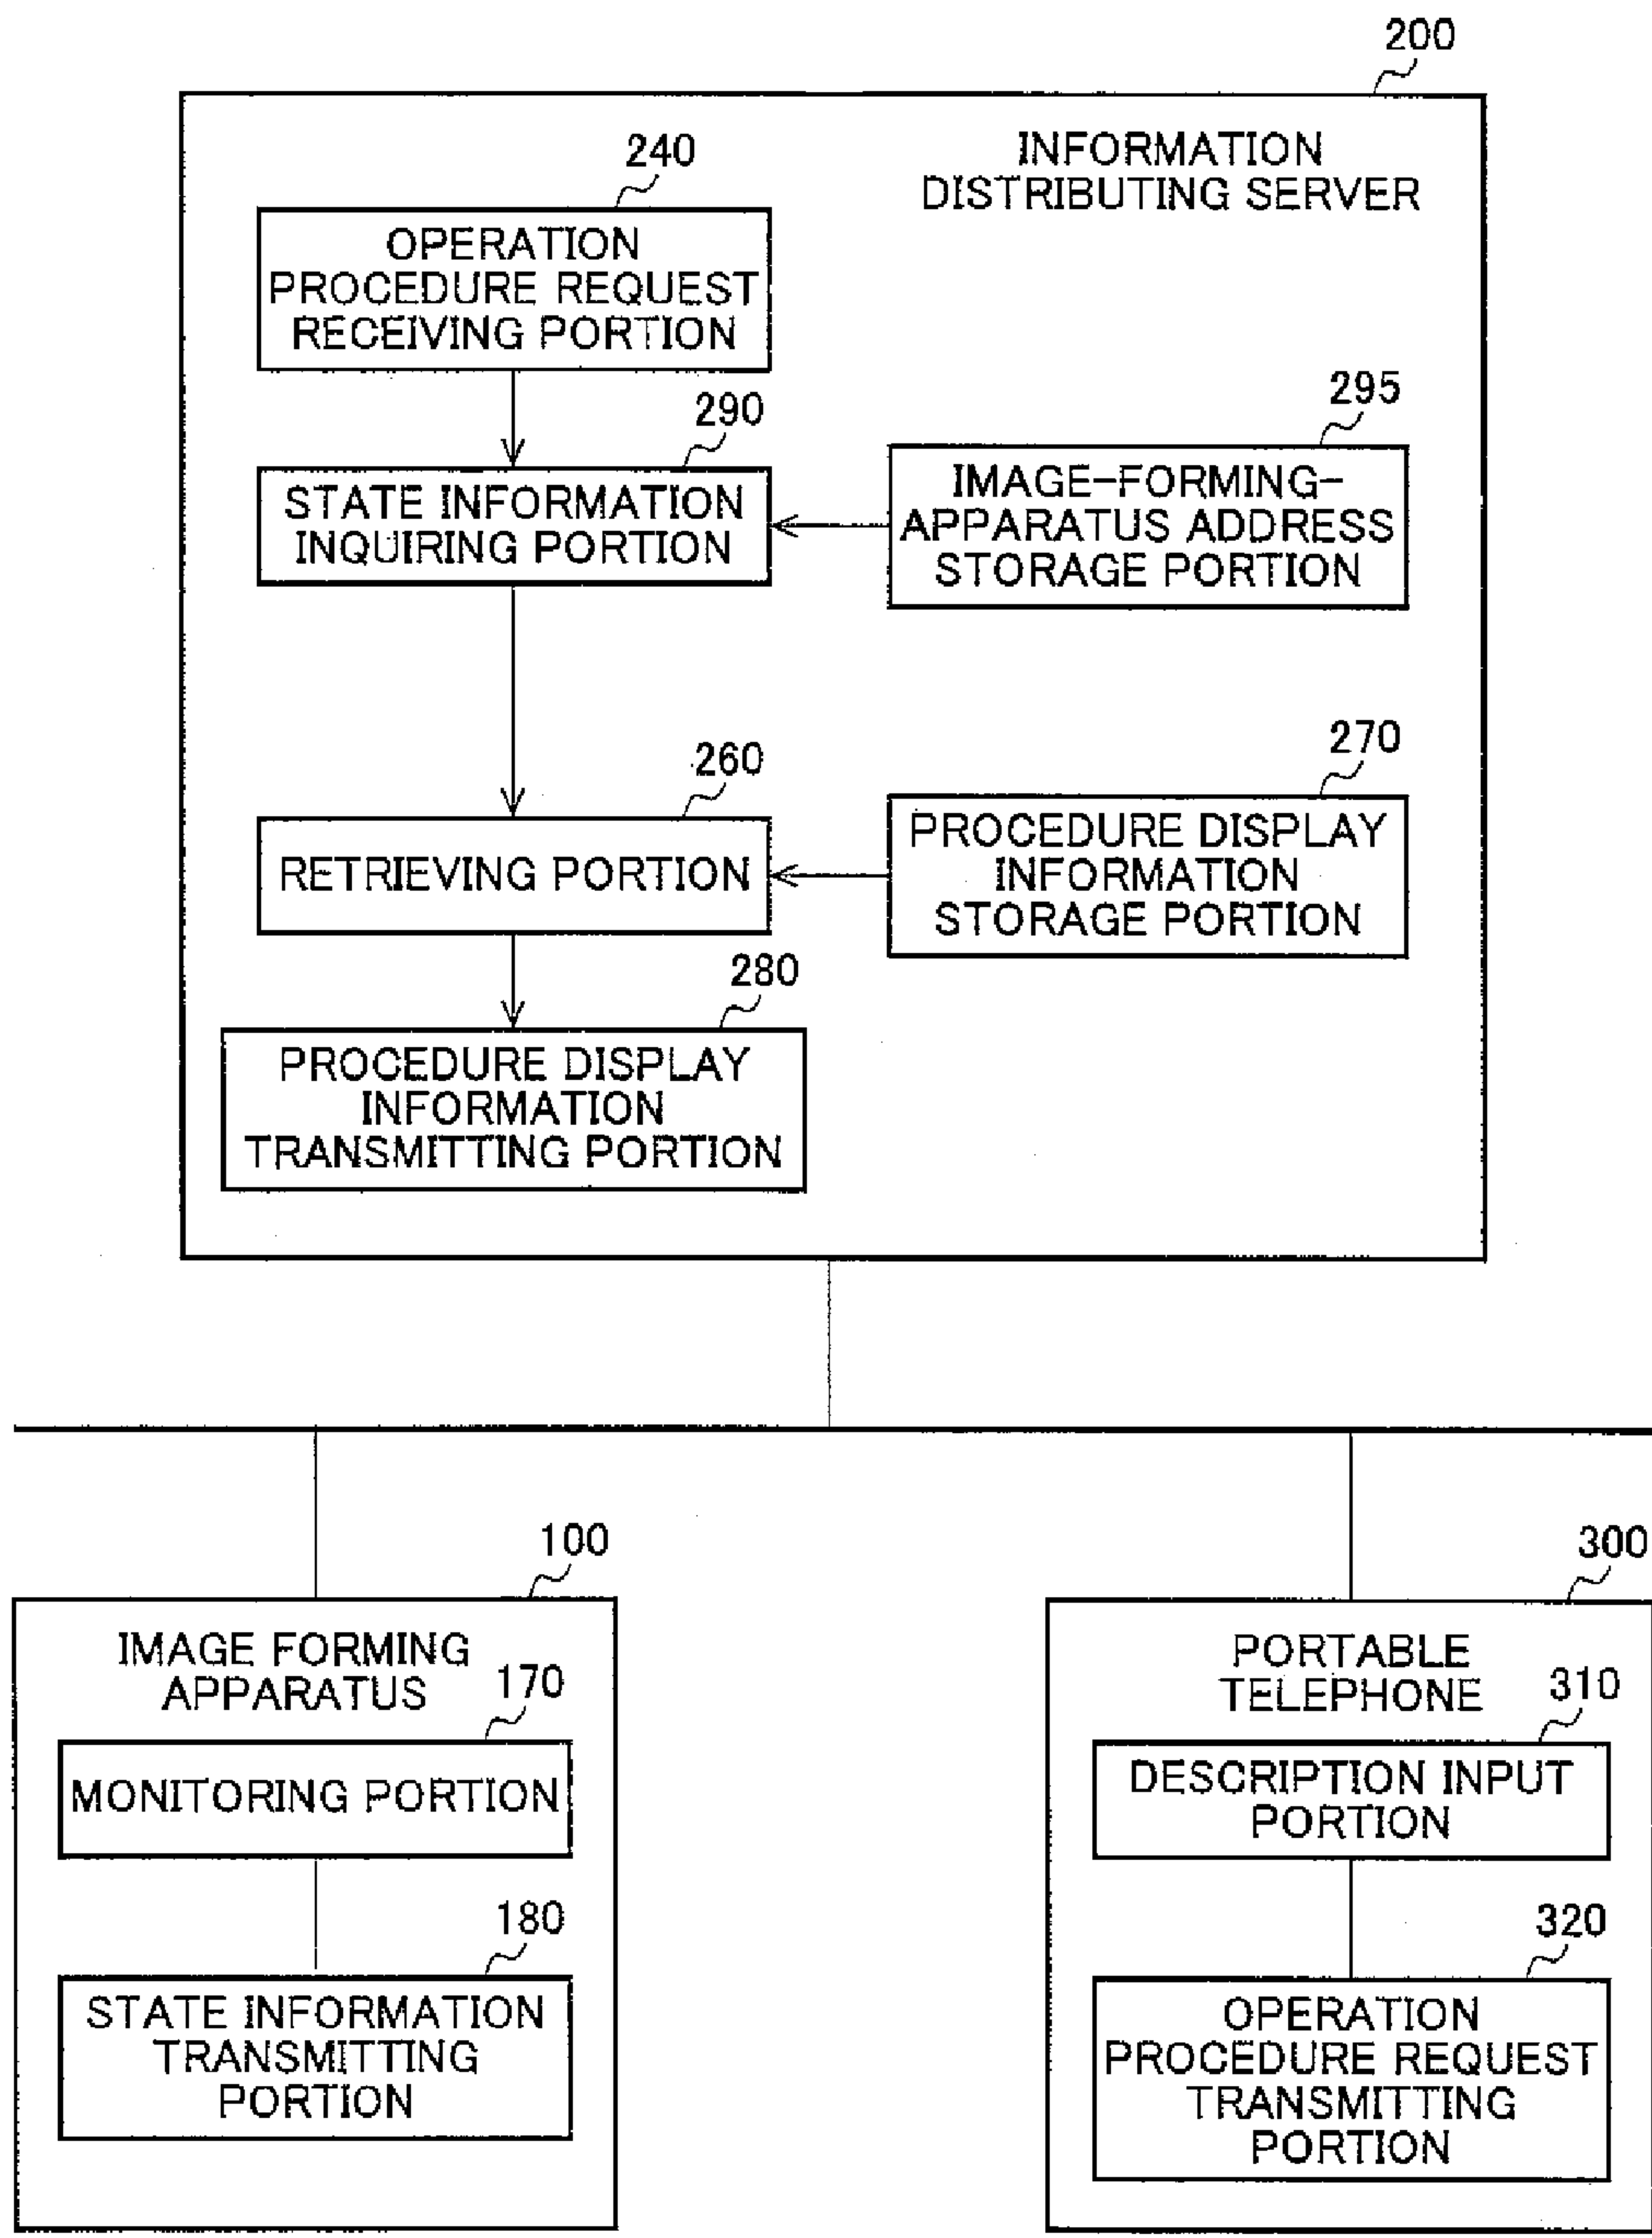 200
INFORMATION
DISTRIBUTING SERVER
240
OPERATION
PROCEDURE REQUEST
RECEIVING PORTION
290
STATE INFORMATION
INQUIRING PORTION
295
IMAGE-FORMING-
APPARATUS ADDRESS
STORAGE PORTION
260
RETRIEVING PORTION
270
PROCEDURE DISPLAY
INFORMATION
STORAGE PORTION
280
PROCEDURE DISPLAY
INFORMATION
TRANSMITTING PORTION
100
IMAGE FORMING
APPARATUS
170
MONITORING PORTION
180
STATE INFORMATION
TRANSMITTING
PORTION
300
PORTABLE
TELEPHONE
310
DESCRIPTION INPUT
PORTION
320
OPERATION
PROCEDURE REQUEST
TRANSMITTING
PORTION